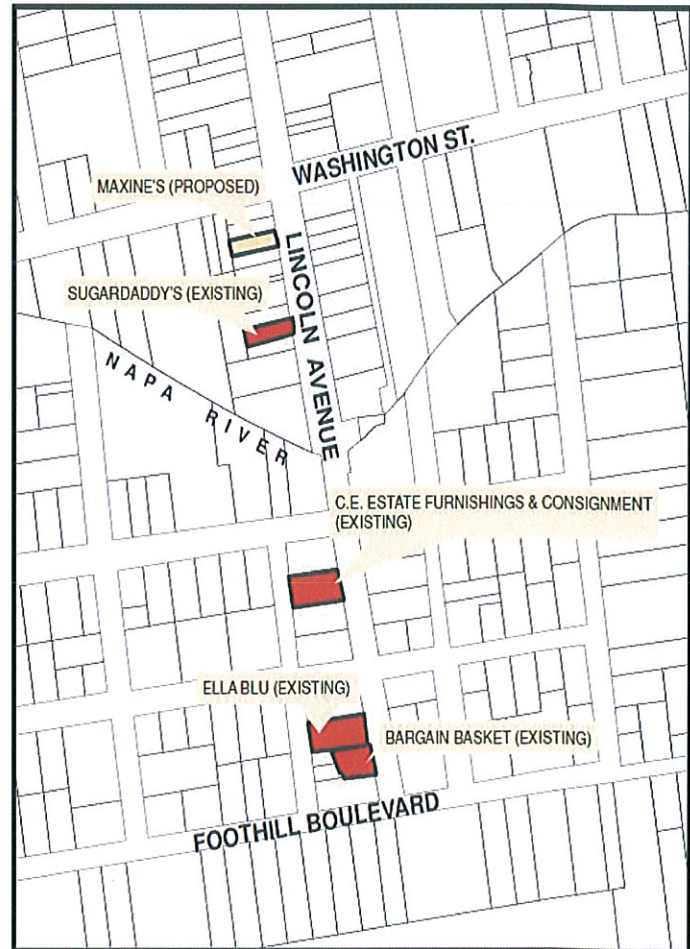 WASHINGTON ST.
MAXINE'S (PROPOSED)
LINCOLN AVENUE
SUGARDADDY'S (EXISTING)
NAPA RIVER
C.E. ESTATE FURNISHINGS & CONSIGNMENT
(EXISTING)
ELLA BLU (EXISTING)
BARGAIN BASKET (EXISTING)
FOOTHILL BOULEVARD